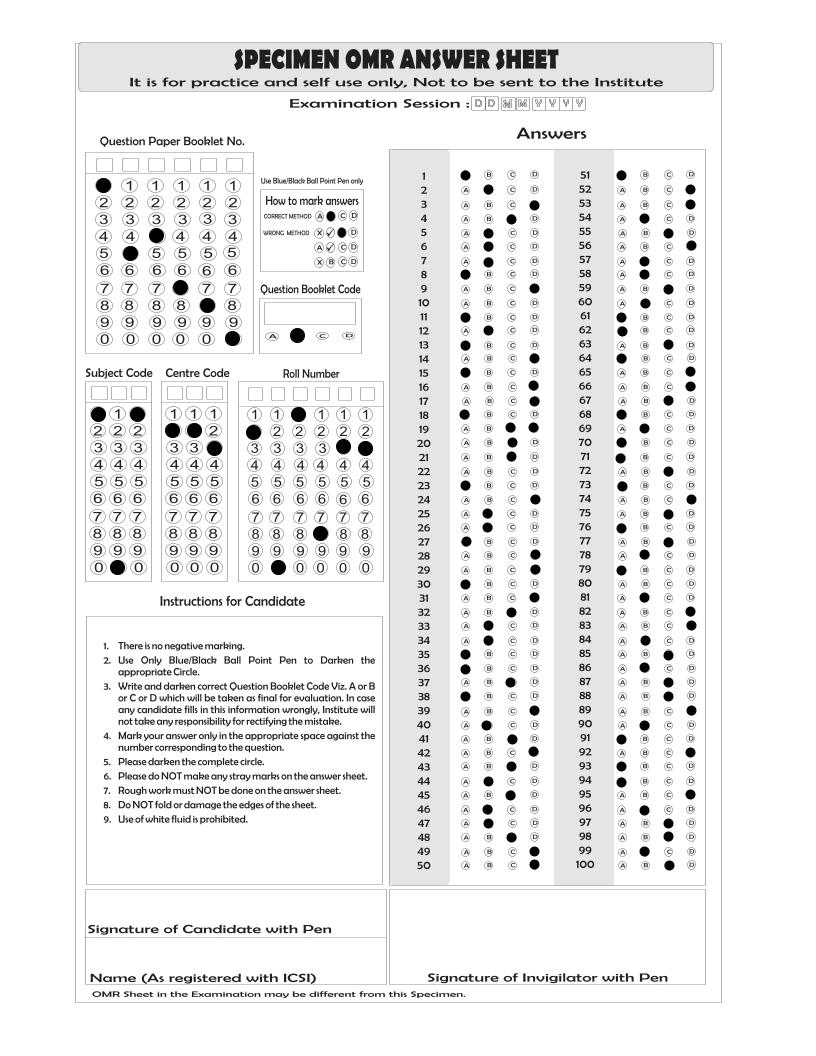 SPECIMEN OMR ANSWER SHEET
It is for practice and self use only, Not to be sent to the Institute
Examination Session : D D M M Y Y Y Y
Question Paper Booklet No.
1 1 1 1 1
2 2 2 2 2 2
3 3 3 3 3 3
4 4 4 4 4
5 5 5 5 5
6 6 6 6 6 6
7 7 7 7 7
8 8 8 8 8
9 9 9 9 9 9
0 0 0 0 0
Use Blue/Black Ball Point Pen only
How to mark answers
CORRECT METHOD A C D
WRONG METHOD X ✓ D
A ✓ C D
X B C D
Question Booklet Code
A C D
Subject Code
1
2 2 2
3 3 3
4 4 4
5 5 5
6 6 6
7 7 7
8 8 8
9 9 9
0 0
Centre Code
1 1 1
2
3 3
4 4 4
5 5 5
6 6 6
7 7 7
8 8 8
9 9 9
0 0 0
Roll Number
1 1 1 1 1
2 2 2 2 2
3 3 3 3
4 4 4 4 4 4
5 5 5 5 5 5
6 6 6 6 6 6
7 7 7 7 7 7
8 8 8 8 8
9 9 9 9 9 9
0 0 0 0 0
Instructions for Candidate
1. There is no negative marking.
2. Use Only Blue/Black Ball Point Pen to Darken the
appropriate Circle.
3. Write and darken correct Question Booklet Code Viz. A or B
or C or D which will be taken as final for evaluation. In case
any candidate fills in this information wrongly, Institute will
not take any responsibility for rectifying the mistake.
4. Mark your answer only in the appropriate space against the
number corresponding to the question.
5. Please darken the complete circle.
6. Please do NOT make any stray marks on the answer sheet.
7. Rough work must NOT be done on the answer sheet.
8. Do NOT fold or damage the edges of the sheet.
9. Use of white fluid is prohibited.
Answers
1 B C D
2 A C D
3 A B C
4 A B D
5 A C D
6 A C D
7 A C D
8 B C D
9 A B C
10 A B C D
11 B C D
12 A C D
13 B C D
14 A B C
15 B C D
16 A B C
17 A B C
18 B C D
19 A B
20 A B D
21 A B D
22 A B C D
23 B C D
24 A B C
25 A C D
26 A C D
27 B C D
28 A B C
29 A B C
30 B C D
31 A B C
32 A B D
33 A C D
34 A C D
35 B C D
36 B C D
37 A B D
38 B C D
39 A B C
40 A C D
41 A B D
42 A B C
43 A B D
44 A C D
45 A B D
46 A C D
47 A C D
48 A B D
49 A B C
50 A B C
51 B C D
52 A B C
53 A B C
54 A C D
55 A B D
56 A B C
57 A C D
58 A C D
59 A B D
60 A C D
61 B C D
62 B C D
63 A B D
64 B C D
65 A B C
66 A B C
67 A B D
68 B C D
69 A C D
70 B C D
71 B C D
72 A B D
73 B C D
74 A B C
75 A B D
76 B C D
77 A B D
78 A C D
79 B C D
80 A B C D
81 A C D
82 A B C
83 A B C
84 A C D
85 A B D
86 A C D
87 A B D
88 A B D
89 A B C
90 A C D
91 B C D
92 A B C
93 B C D
94 B C D
95 A B C
96 A C D
97 A B D
98 A B D
99 A C D
100 A B D
Signature of Candidate with Pen
Name (As registered with ICSI)
Signature of Invigilator with Pen
OMR Sheet in the Examination may be different from this Specimen.